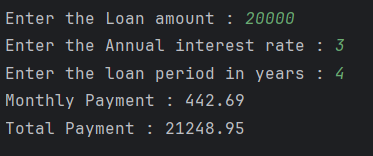 Enter the Loan amount : 20000
Enter the Annual interest rate : 3
Enter the loan period in years : 4
Monthly Payment : 442.69
Total Payment : 21248.95